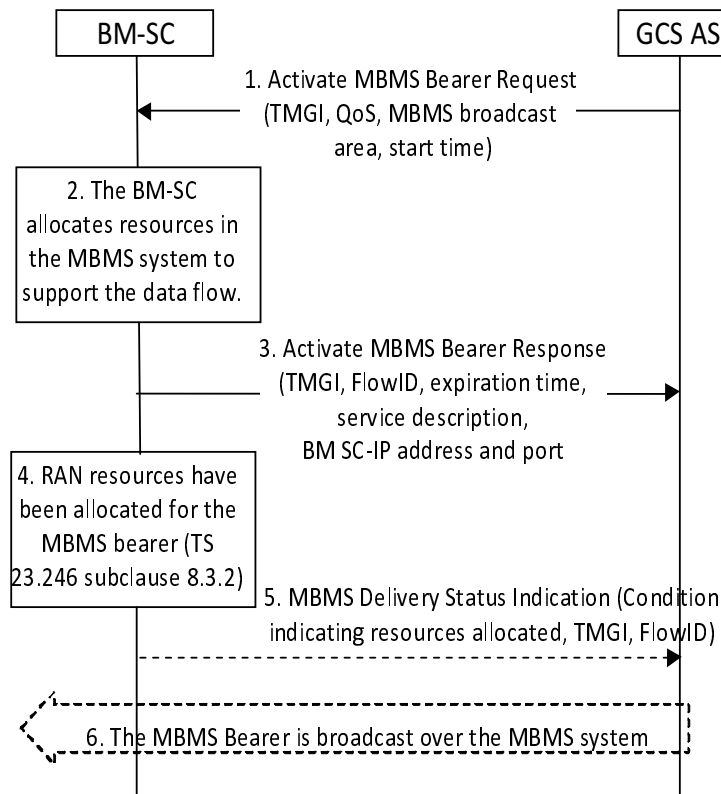 BM-SC
GCS AS
1. Activate MBMS Bearer Request
(TMGI, QoS, MBMS broadcast
area, start time)
2. The BM-SC
allocates resources in
the MBMS system to
support the data flow.
3. Activate MBMS Bearer Response
(TMGI, FlowID, expiration time,
service description,
BM SC-IP address and port
4. RAN resources have
been allocated for the
MBMS bearer (TS
23.246 subclause 8.3.2)
5. MBMS Delivery Status Indication (Condition
indicating resources allocated, TMGI, FlowID)
6. The MBMS Bearer is broadcast over the MBMS system